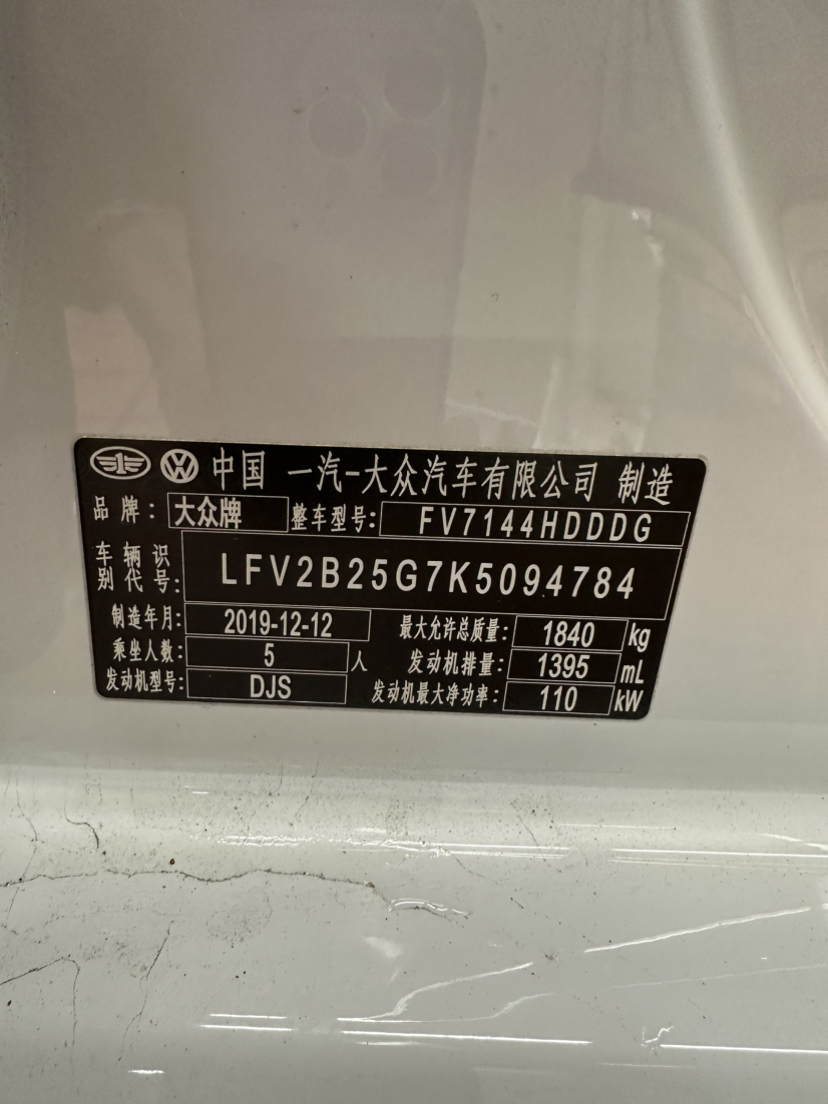 中国 一汽-大众汽车有限公司 制造
品牌: 大众牌 整车型号: FV7144HDDDG
车辆识别代号: LFV2B25G7K5094784
制造年月: 2019-12-12 最大允许总质量: 1840 kg
乘坐人数: 5 人 发动机排量: 1395 mL
发动机型号: DJS 发动机最大净功率: 110 kW